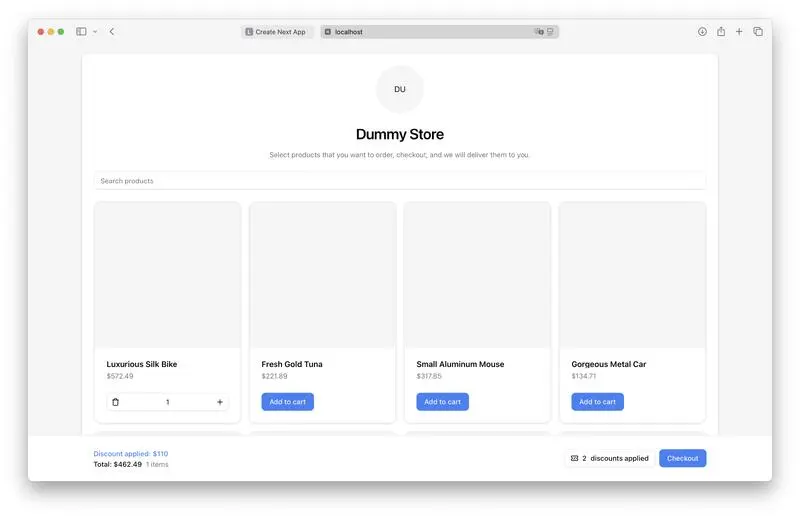 Create Next App
localhost
DU
Dummy Store
Select products that you want to order, checkout, and we will deliver them to you.
Search products
Luxurious Silk Bike
$572.49
1
Fresh Gold Tuna
$221.89
Add to cart
Small Aluminum Mouse
$317.85
Add to cart
Gorgeous Metal Car
$134.71
Add to cart
Discount applied: $110
Total: $462.49 1 items
2 discounts applied
Checkout